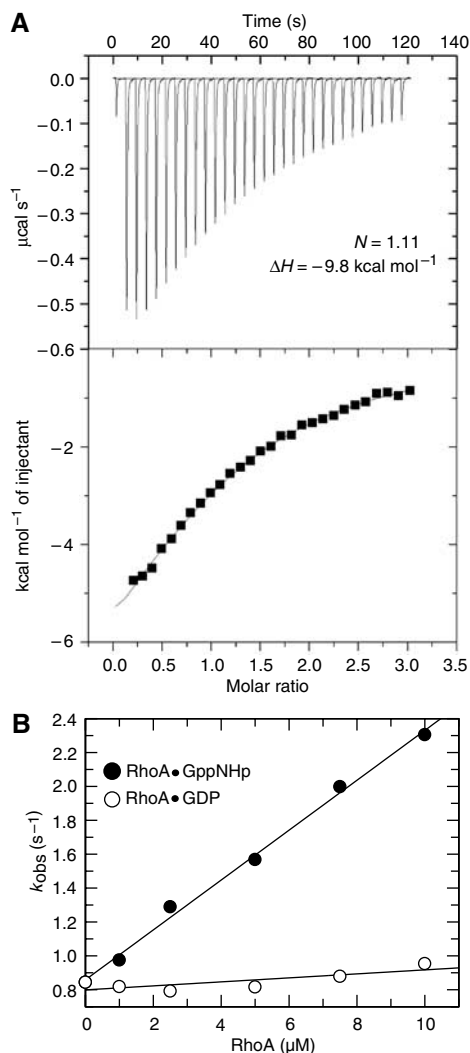 A
Time (s)
0 20 40 60 80 100 120 140
0.0
−0.1
−0.2
−0.3
−0.4
−0.5
−0.6
µcal s⁻¹
N = 1.11
ΔH = −9.8 kcal mol⁻¹
−2
−4
−6
kcal mol⁻¹ of injectant
0.0 0.5 1.0 1.5 2.0 2.5 3.0 3.5
Molar ratio
B
2.4
2.2
2.0
1.8
1.6
1.4
1.2
1.0
0.8
kobs (s⁻¹)
RhoA•GppNHp
RhoA•GDP
0 2 4 6 8 10
RhoA (µM)